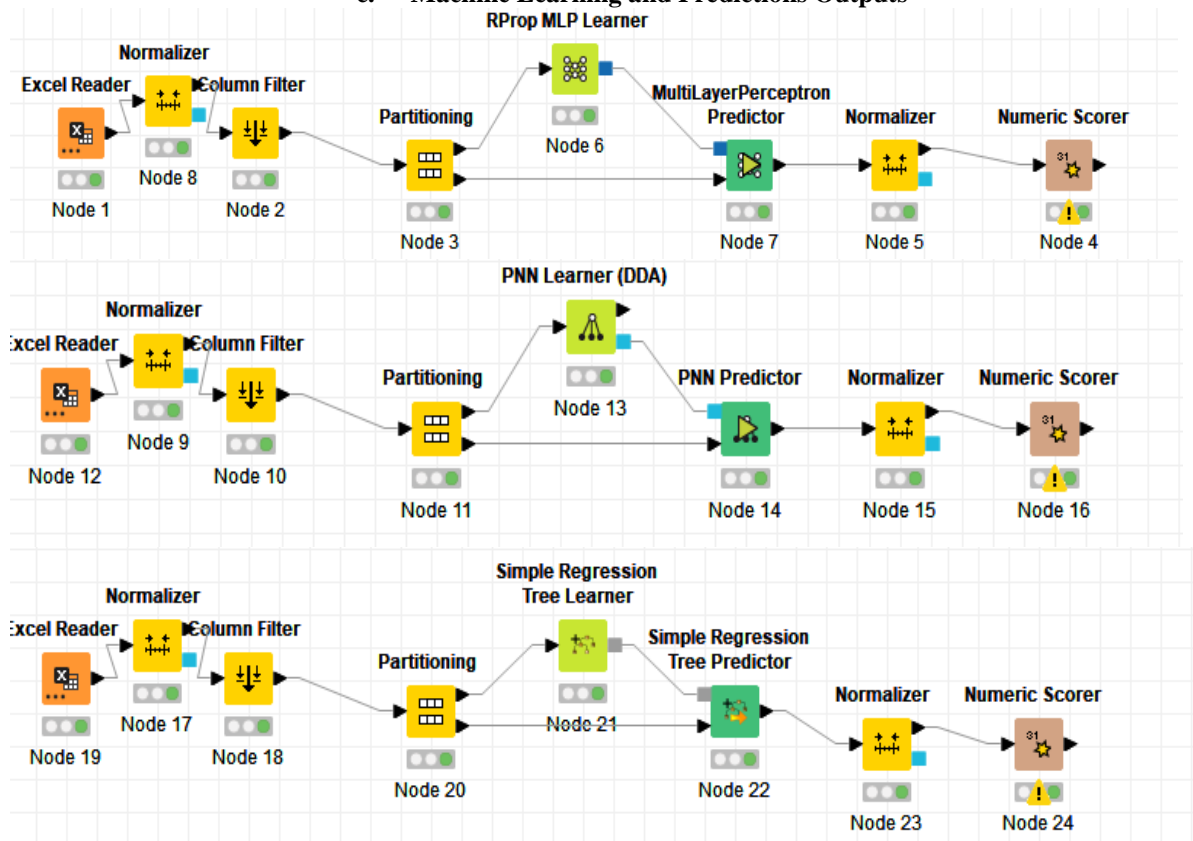 c. Machine Learning and Predictions Outputs
RProp MLP Learner
Normalizer
Excel Reader
Column Filter
Partitioning
MultiLayerPerceptron
Predictor
Normalizer
Numeric Scorer
Node 6
Node 8
Node 1
Node 2
Node 3
Node 7
Node 5
Node 4
PNN Learner (DDA)
Normalizer
Excel Reader
Column Filter
Partitioning
PNN Predictor
Normalizer
Numeric Scorer
Node 13
Node 9
Node 12
Node 10
Node 11
Node 14
Node 15
Node 16
Simple Regression
Tree Learner
Normalizer
Excel Reader
Column Filter
Partitioning
Simple Regression
Tree Predictor
Normalizer
Numeric Scorer
Node 17
Node 21
Node 19
Node 18
Node 20
Node 22
Node 23
Node 24